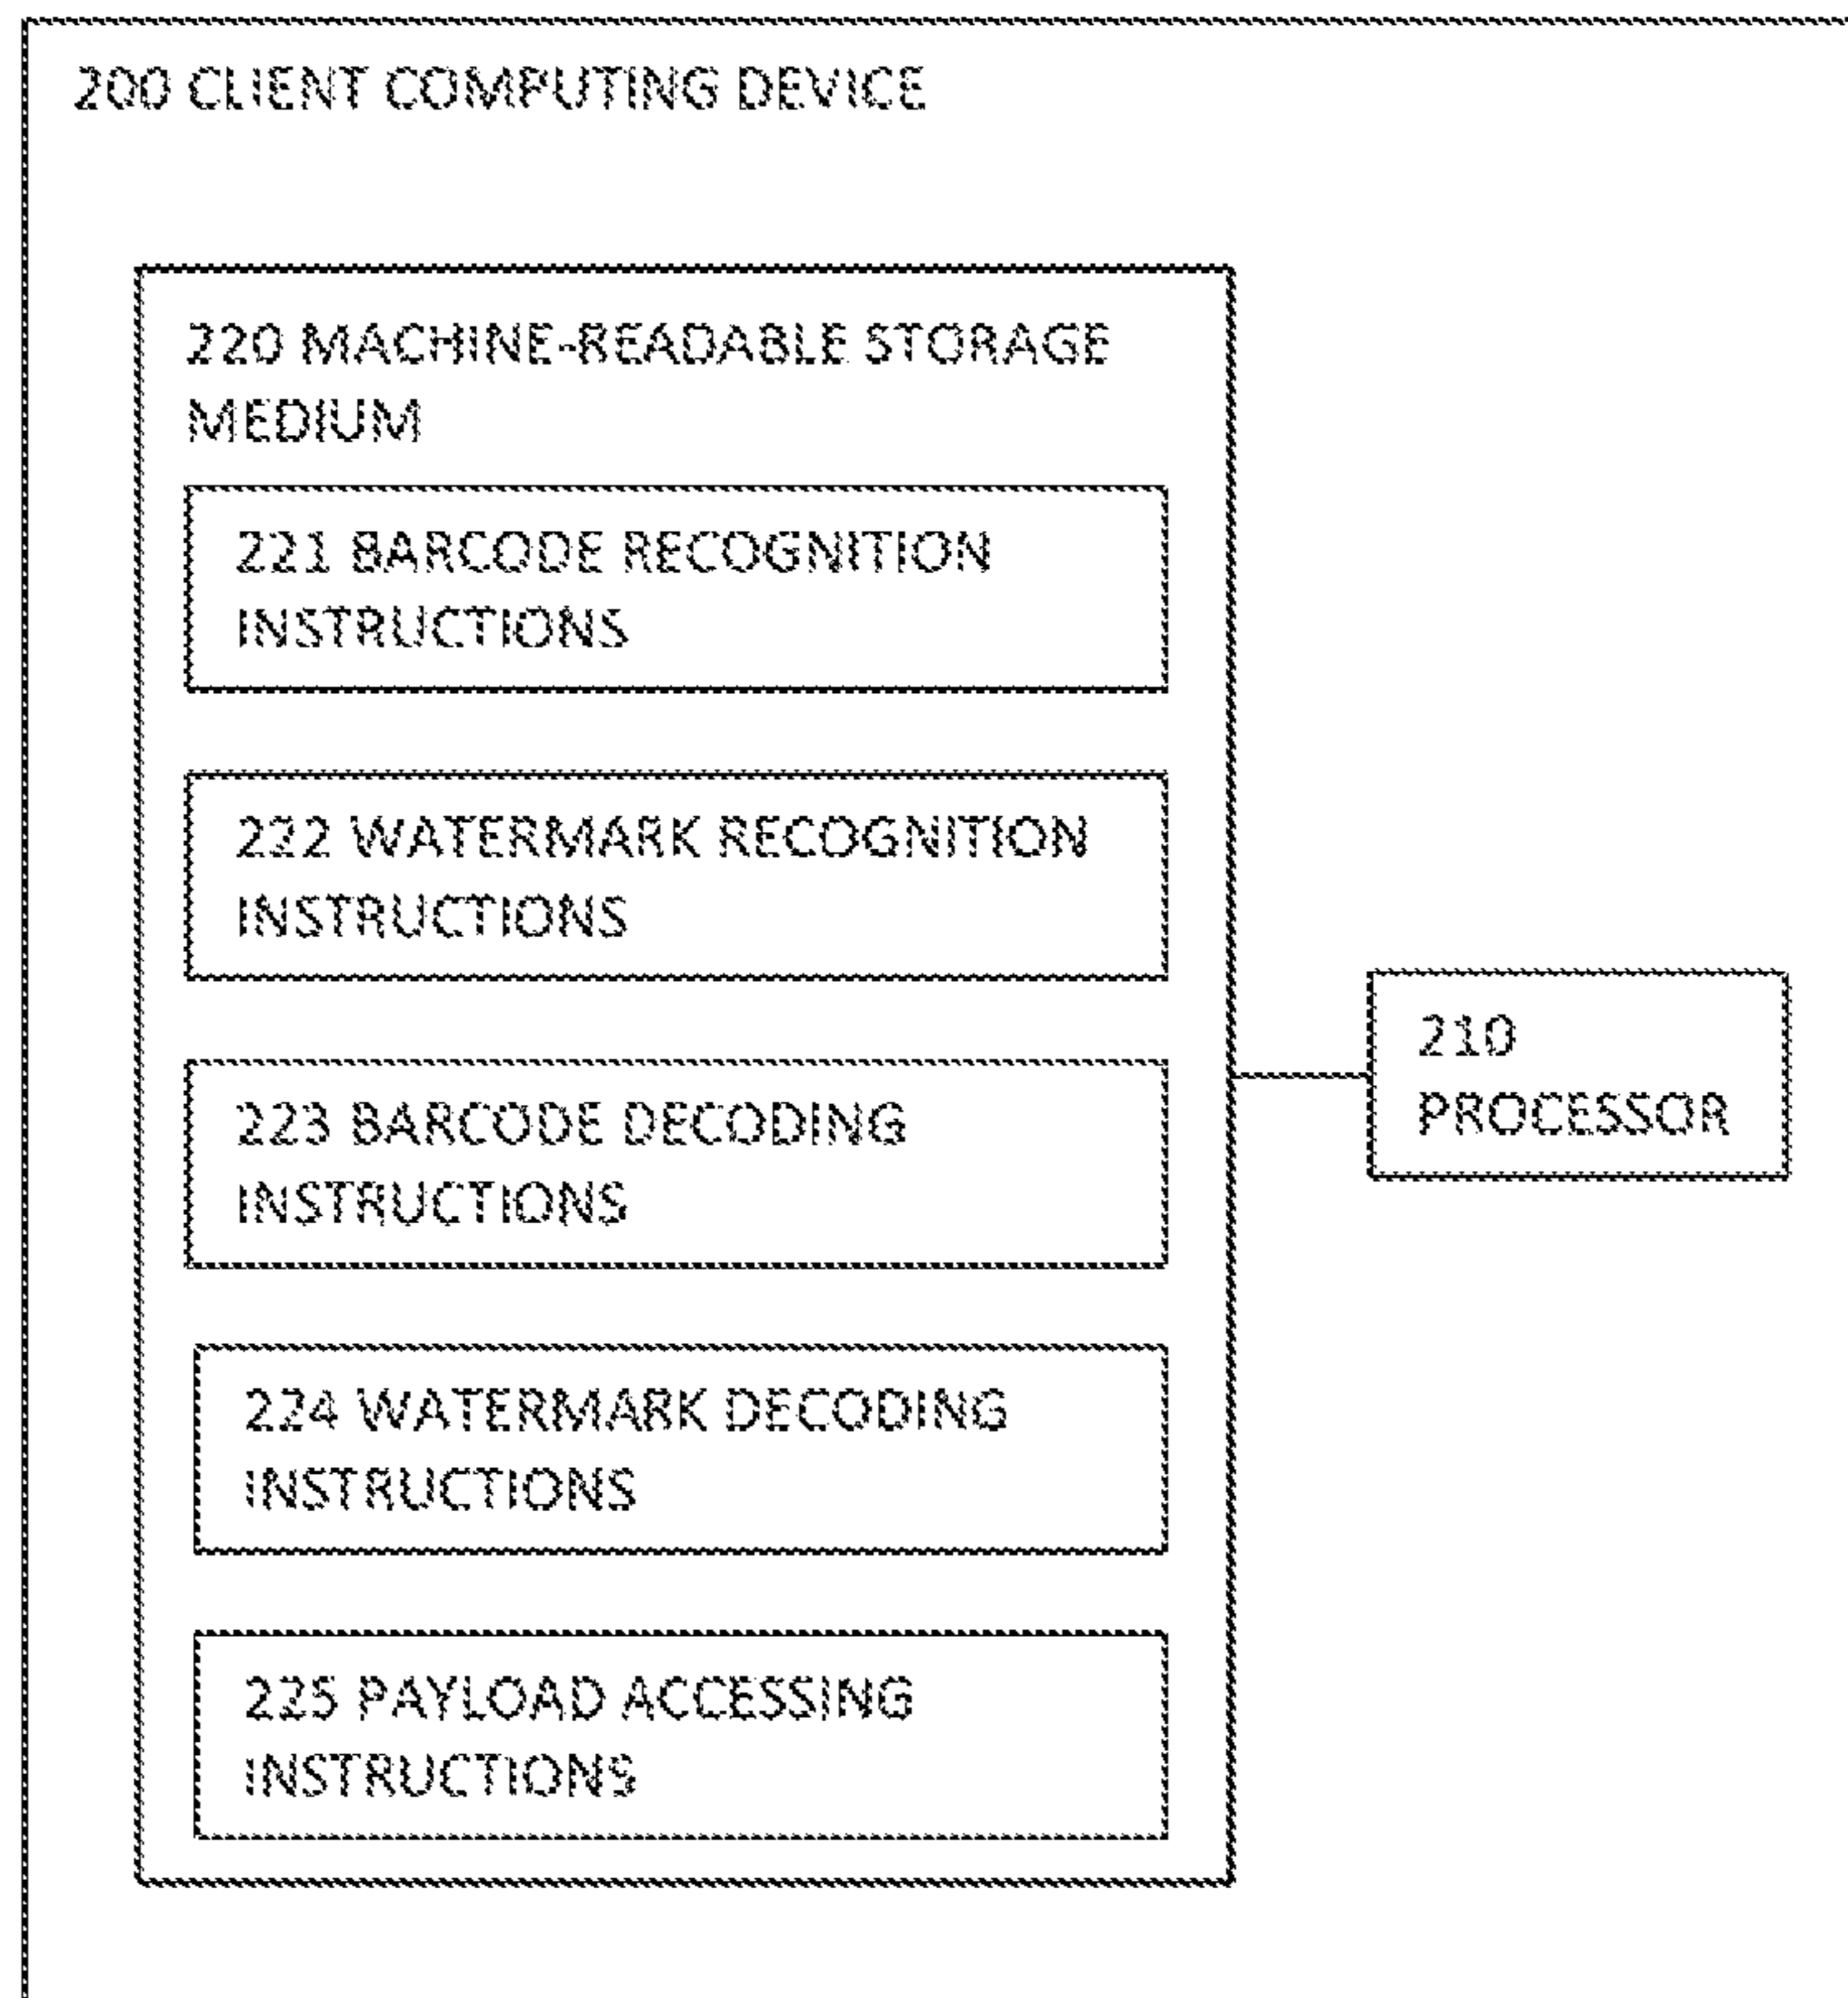 200 CLIENT COMPUTING DEVICE
220 MACHINE-READABLE STORAGE
MEDIUM
221 BARCODE RECOGNITION
INSTRUCTIONS
222 WATERMARK RECOGNITION
INSTRUCTIONS
223 BARCODE DECODING
INSTRUCTIONS
224 WATERMARK DECODING
INSTRUCTIONS
225 PAYLOAD ACCESSING
INSTRUCTIONS
210
PROCESSOR